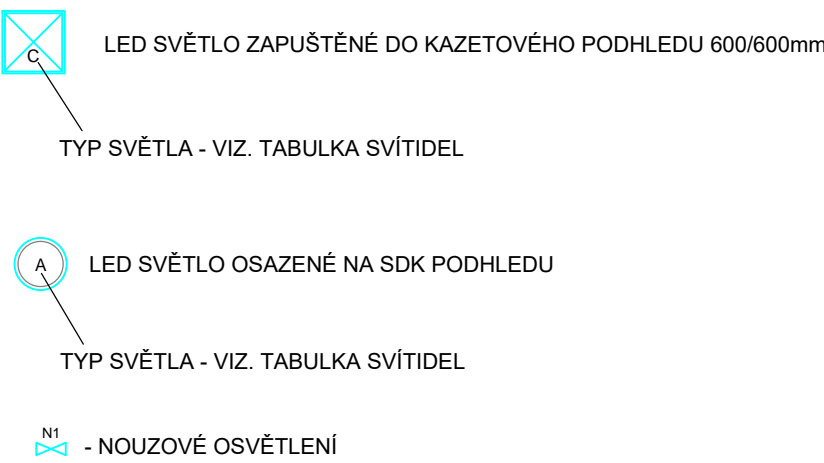 C
LED SVĚTLO ZAPUŠTĚNÉ DO KAZETOVÉHO PODHLEDU 600/600mm
TYP SVĚTLA - VIZ. TABULKA SVÍTIDEL
A
LED SVĚTLO OSAZENÉ NA SDK PODHLEDU
TYP SVĚTLA - VIZ. TABULKA SVÍTIDEL
N1
- NOUZOVÉ OSVĚTLENÍ